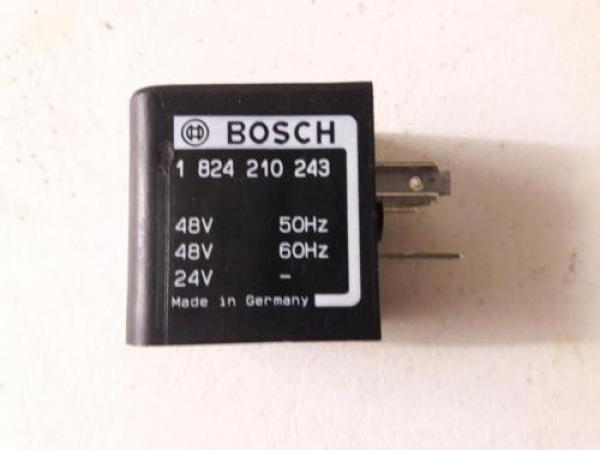 BOSCH
1 824 210 243
48V 50Hz
48V 60Hz
24V -
Made in Germany